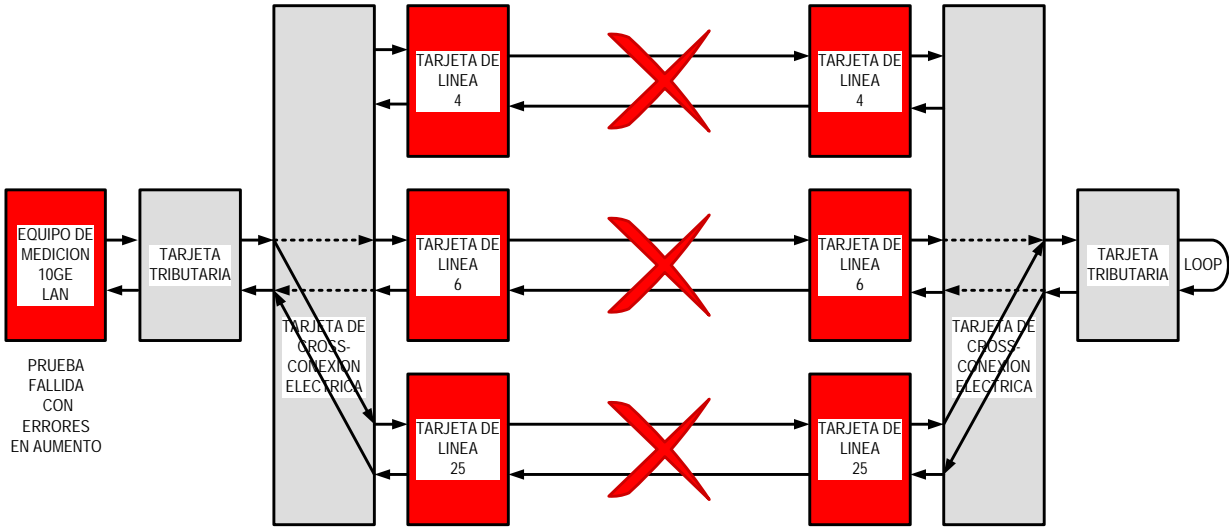 TARJETA DE
LINEA
4
TARJETA DE
LINEA
4
EQUIPO DE
MEDICION
10GE
LAN
TARJETA
TRIBUTARIA
TARJETA DE
LINEA
6
TARJETA DE
LINEA
6
TARJETA
TRIBUTARIA
LOOP
TARJETA DE
CROSS-
CONEXION
ELECTRICA
TARJETA DE
CROSS-
CONEXION
ELECTRICA
PRUEBA
FALLIDA
CON
ERRORES
EN AUMENTO
TARJETA DE
LINEA
25
TARJETA DE
LINEA
25